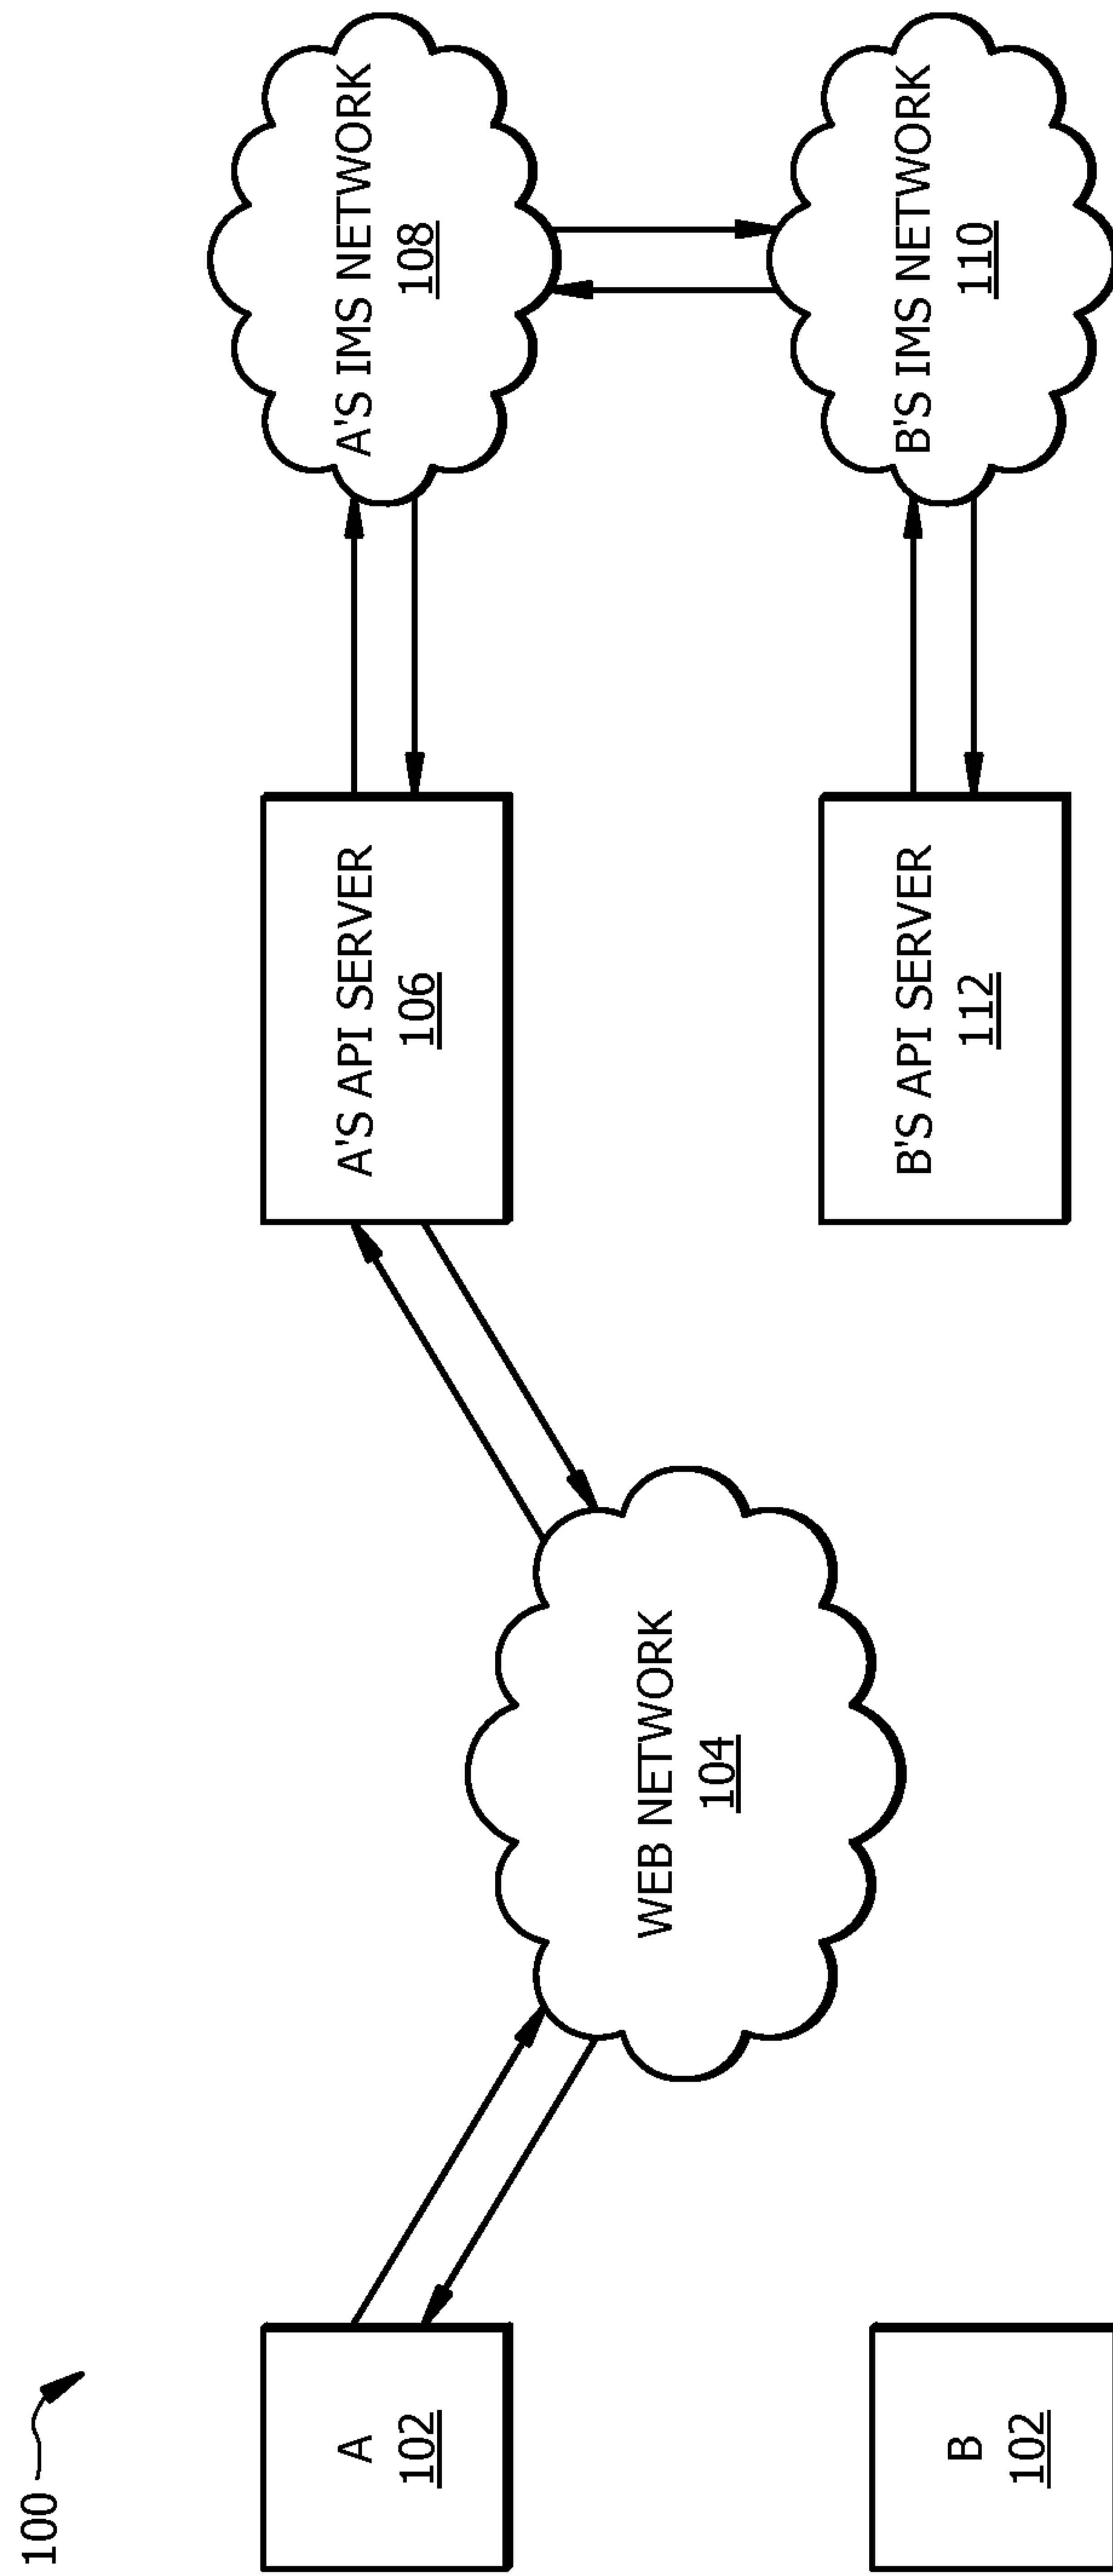 100
A
102
WEB NETWORK
104
A'S API SERVER
106
A'S IMS NETWORK
108
B
102
B'S API SERVER
112
B'S IMS NETWORK
110